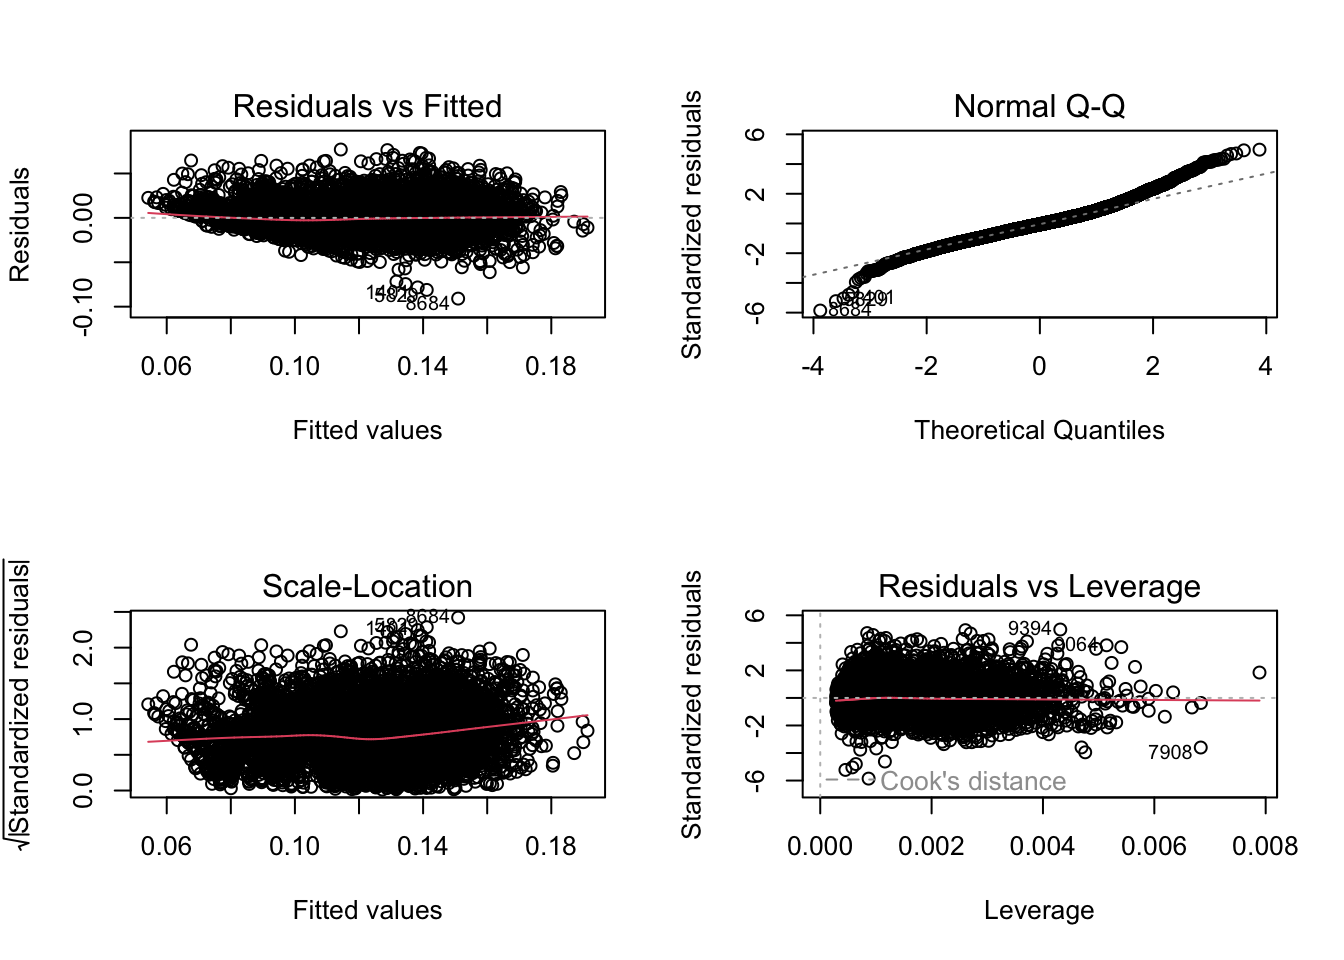 Residuals vs Fitted
Residuals
0.00
-0.10
8684
0.06 0.10 0.14 0.18
Fitted values
Normal Q-Q
Standardized residuals
6
2
-2
-6
8684
-4 -2 0 2 4
Theoretical Quantiles
Scale-Location
√|Standardized residuals|
2.0
1.0
0.0
8684
0.06 0.10 0.14 0.18
Fitted values
Residuals vs Leverage
Standardized residuals
6
2
-2
-6
9394
9064
7908
Cook's distance
0.000 0.002 0.004 0.006 0.008
Leverage